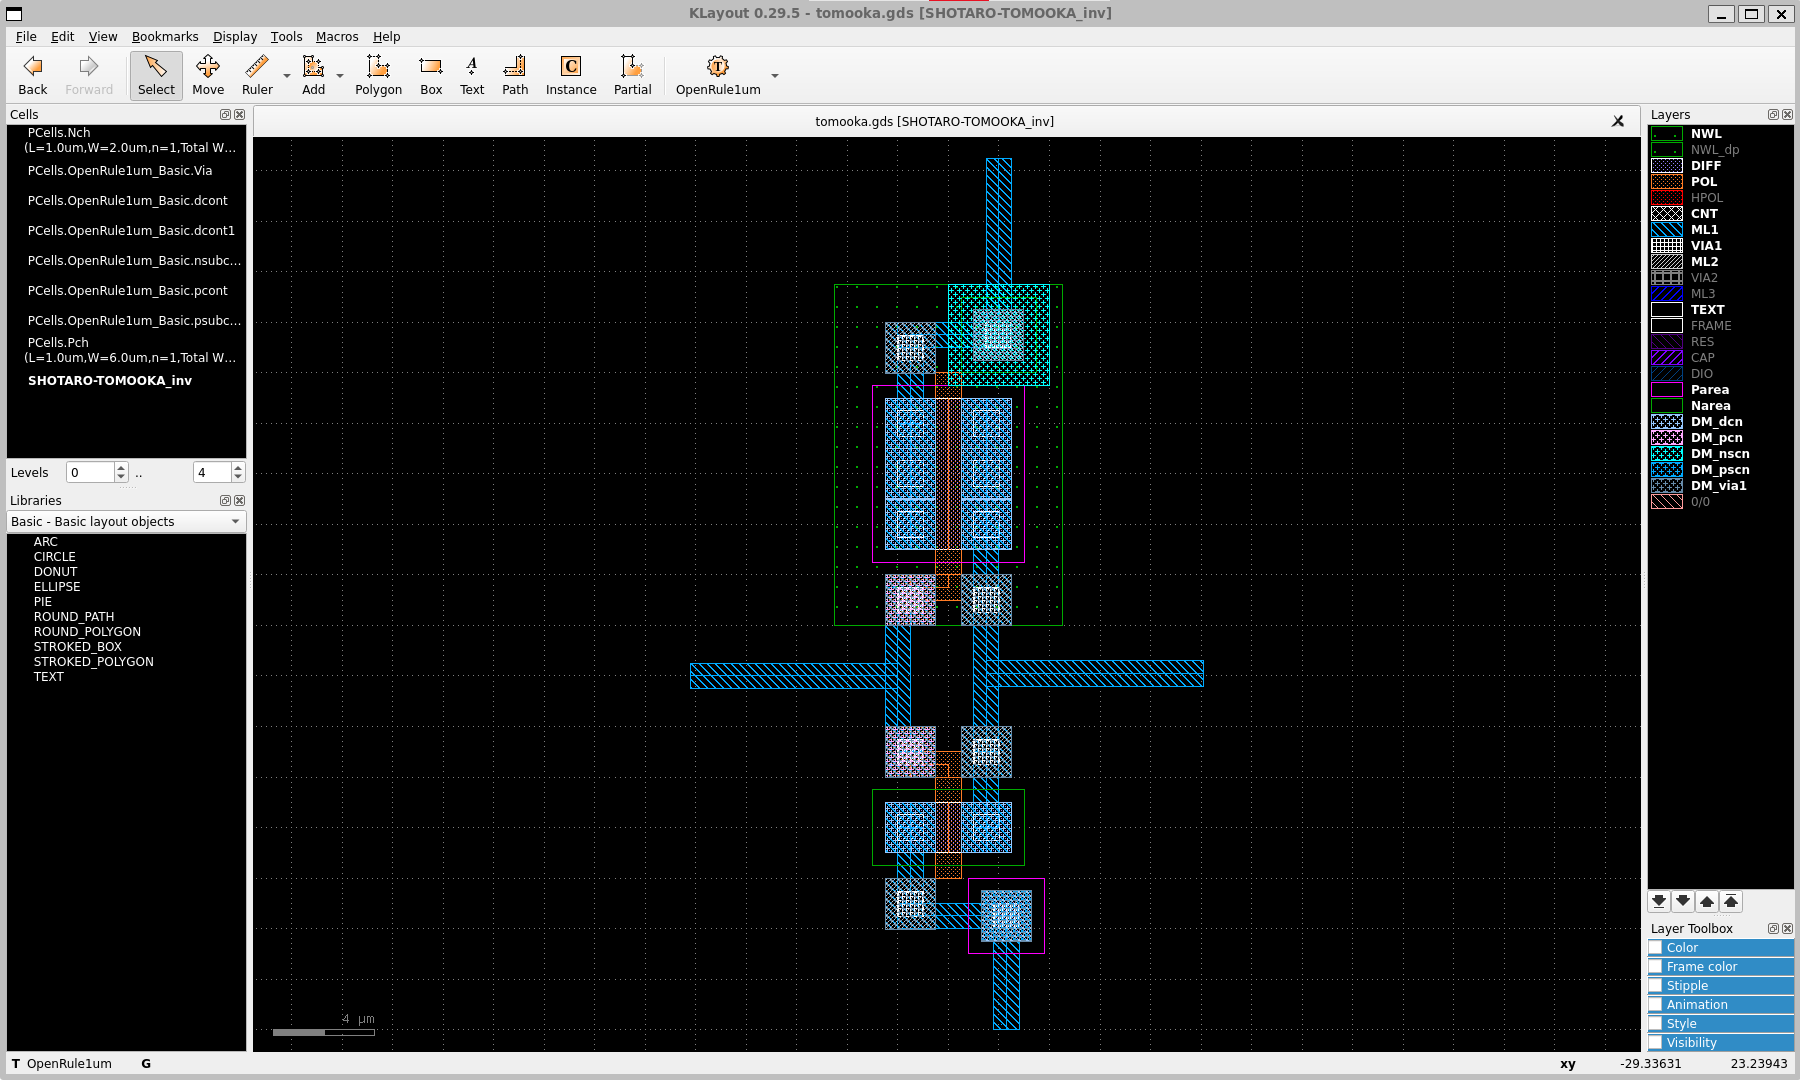 KLayout 0.29.5 - tomooka.gds [SHOTARO-TOMOOKA_inv]
File Edit View Bookmarks Display Tools Macros Help
Back Forward Select Move Ruler Add Polygon Box Text Path Instance Partial OpenRule1um
Cells
PCells.Nch
(L=1.0um,W=2.0um,n=1,Total W...
PCells.OpenRule1um_Basic.Via
PCells.OpenRule1um_Basic.dcont
PCells.OpenRule1um_Basic.dcont1
PCells.OpenRule1um_Basic.nsubc...
PCells.OpenRule1um_Basic.pcont
PCells.OpenRule1um_Basic.psubc...
PCells.Pch
(L=1.0um,W=6.0um,n=1,Total W...
SHOTARO-TOMOOKA_inv
Levels 0 .. 4
Libraries
Basic - Basic layout objects
ARC
CIRCLE
DONUT
ELLIPSE
PIE
ROUND_PATH
ROUND_POLYGON
STROKED_BOX
STROKED_POLYGON
TEXT
tomooka.gds [SHOTARO-TOMOOKA_inv]
4 µm
Layers
NWL
NWL_dp
DIFF
POL
HPOL
CNT
ML1
VIA1
ML2
VIA2
ML3
TEXT
FRAME
RES
CAP
DIO
Parea
Narea
DM_dcn
DM_pcn
DM_nscn
DM_pscn
DM_via1
0/0
Layer Toolbox
Color
Frame color
Stipple
Animation
Style
Visibility
T OpenRule1um G xy -29.33631 23.23943